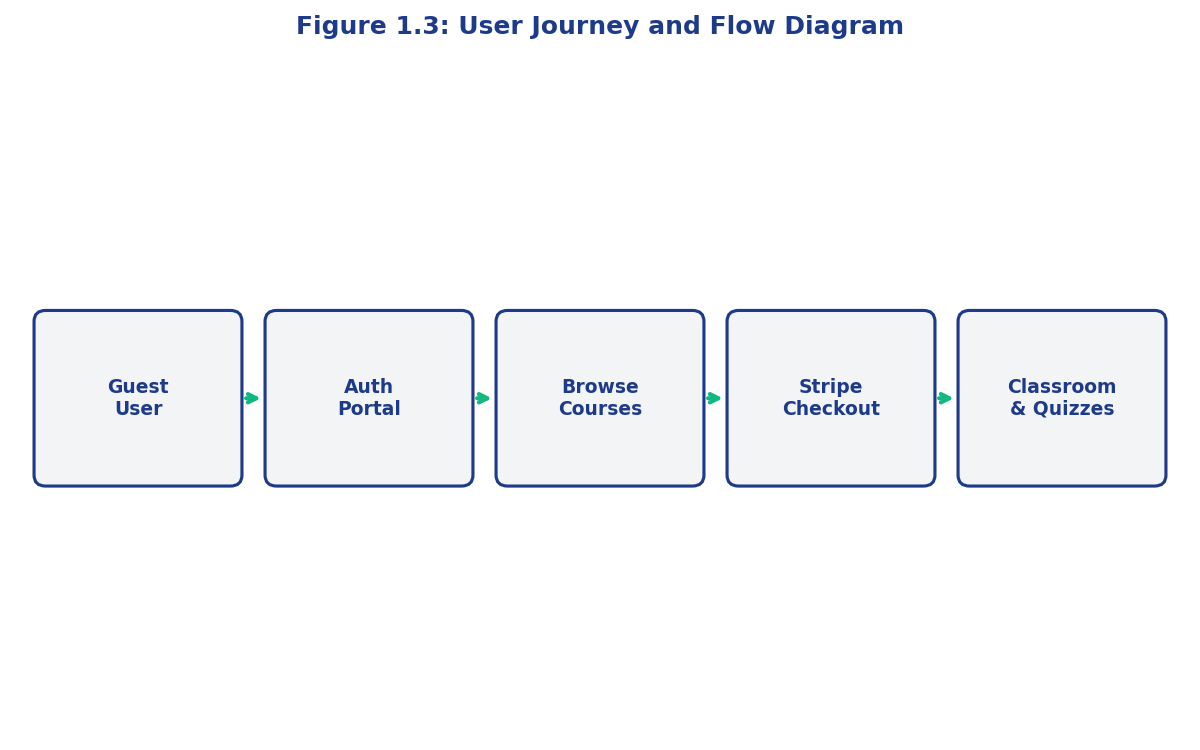 Figure 1.3: User Journey and Flow Diagram
Guest
User
Auth
Portal
Browse
Courses
Stripe
Checkout
Classroom
& Quizzes